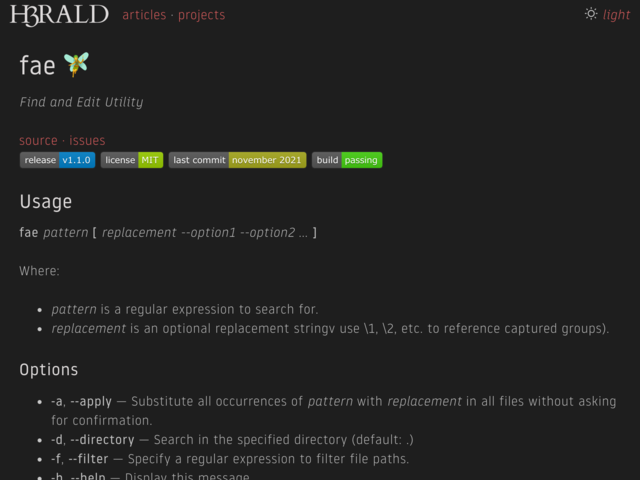 H3RALD articles · projects light
fae
Find and Edit Utility
source · issues
release v1.1.0 license MIT last commit november 2021 build passing
Usage
fae pattern [ replacement --option1 --option2 ... ]
Where:
• pattern is a regular expression to search for.
• replacement is an optional replacement stringv use \1, \2, etc. to reference captured groups).
Options
• -a, --apply — Substitute all occurrences of pattern with replacement in all files without asking
for confirmation.
• -d, --directory — Search in the specified directory (default: .)
• -f, --filter — Specify a regular expression to filter file paths.
• -h, --help — Display this message.